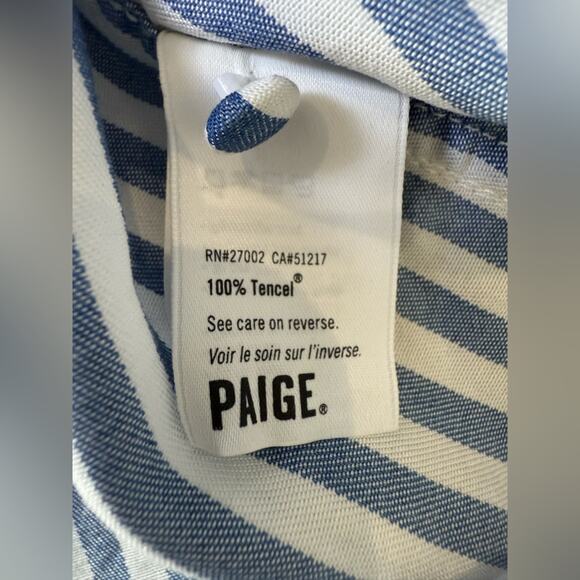 RN#27002 CA#51217
100% Tencel®
See care on reverse.
Voir le soin sur l'inverse.
PAIGE®